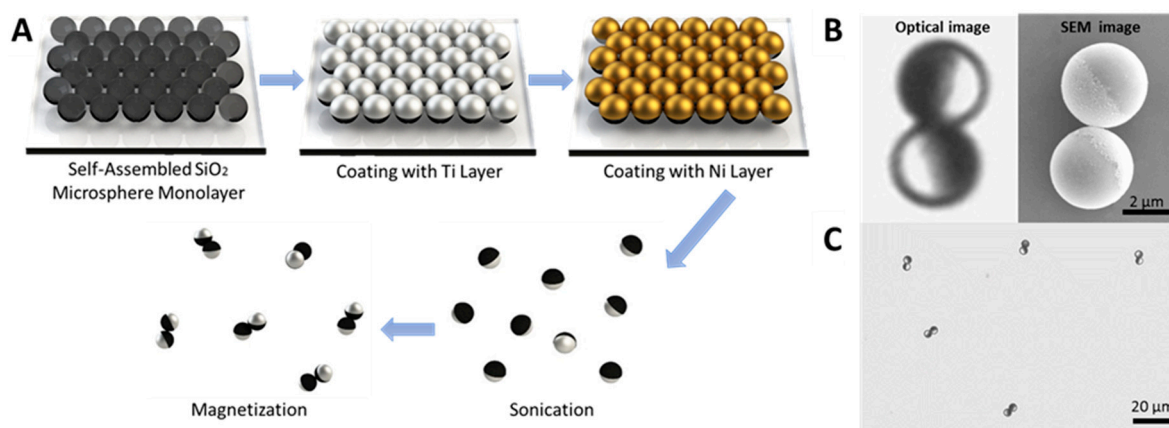 A
Self-Assembled SiO₂
Microsphere Monolayer
Coating with Ti Layer
Coating with Ni Layer
Magnetization
Sonication
B
Optical image
SEM image
2 µm
C
20 µm